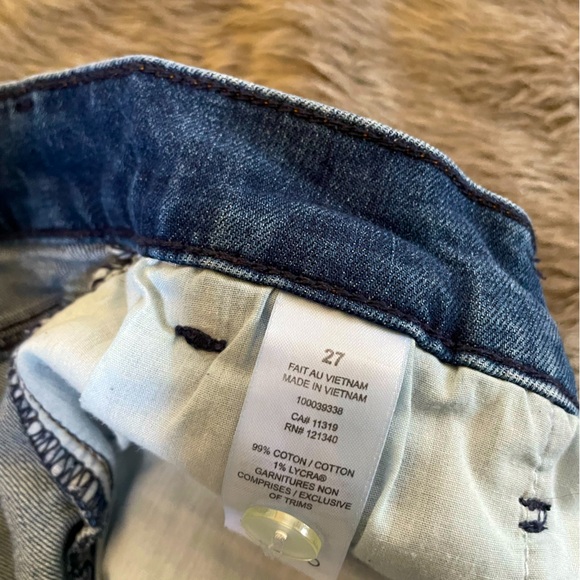 27
FAIT AU VIETNAM
MADE IN VIETNAM
100039338
CA# 11319
RN# 121340
99% COTON / COTTON
1% LYCRA®
GARNITURES NON
COMPRISES / EXCLUSIVE
OF TRIMS